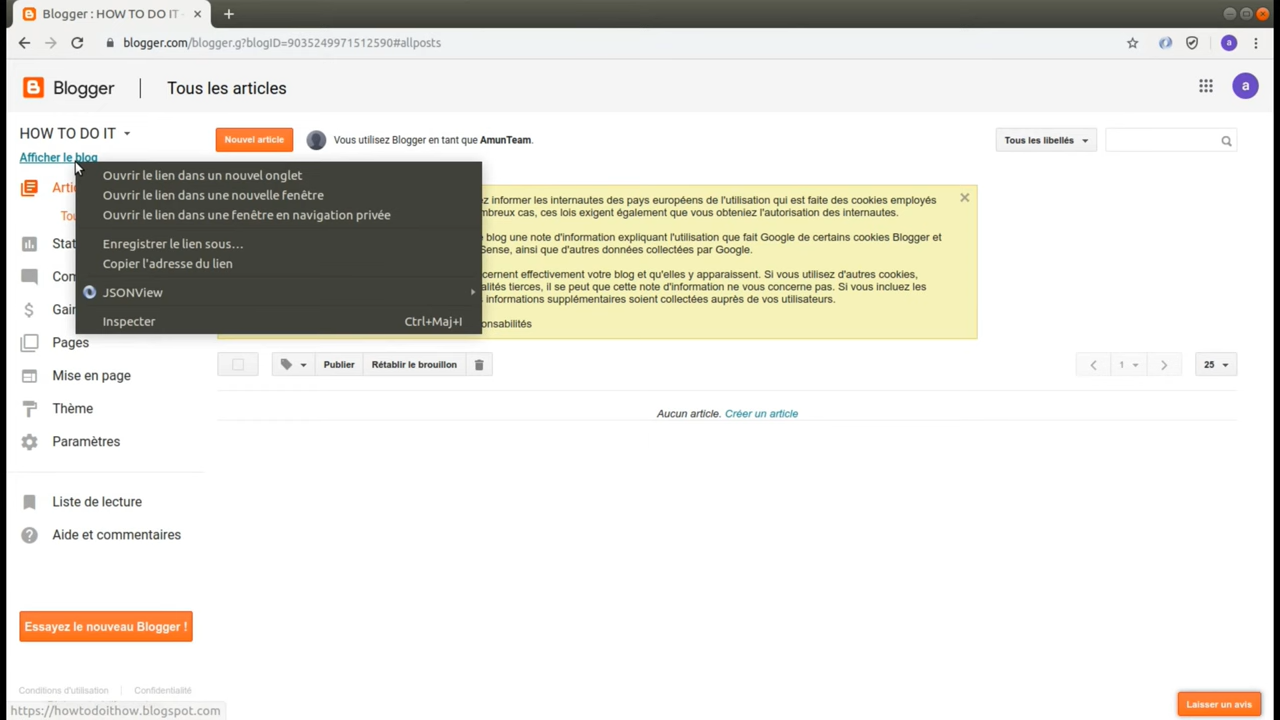 Blogger : HOW TO DO IT -
blogger.com/blogger.g?blogID=9035249971512590#allposts
a
Blogger
Tous les articles
a
HOW TO DO IT
Nouvel article
Vous utilisez Blogger en tant que AmunTeam.
Tous les libellés
Afficher le blog
Ouvrir le lien dans un nouvel onglet
Ouvrir le lien dans une nouvelle fenêtre
Ouvrir le lien dans une fenêtre en navigation privée
Enregistrer le lien sous…
Copier l'adresse du lien
JSONView
Inspecter Ctrl+Maj+I
informer les internautes des pays européens de l'utilisation qui est faite des cookies employés
cas, ces lois exigent également que vous obteniez l'autorisation des internautes.
blog une note d'information expliquant l'utilisation que fait Google de certains cookies Blogger et
ainsi que d'autres données collectées par Google.
effectivement votre blog et qu'elles y apparaissent. Si vous utilisez d'autres cookies,
tierces, il se peut que cette note d'information ne vous concerne pas. Si vous incluez les
informations supplémentaires soient collectées auprès de vos utilisateurs.
Pages
Mise en page
Thème
Paramètres
Liste de lecture
Aide et commentaires
Publier
Rétablir le brouillon
1
25
Aucun article. Créer un article
Essayez le nouveau Blogger !
Conditions d'utilisation
Confidentialité
https://howtodoithow.blogspot.com
Laisser un avis